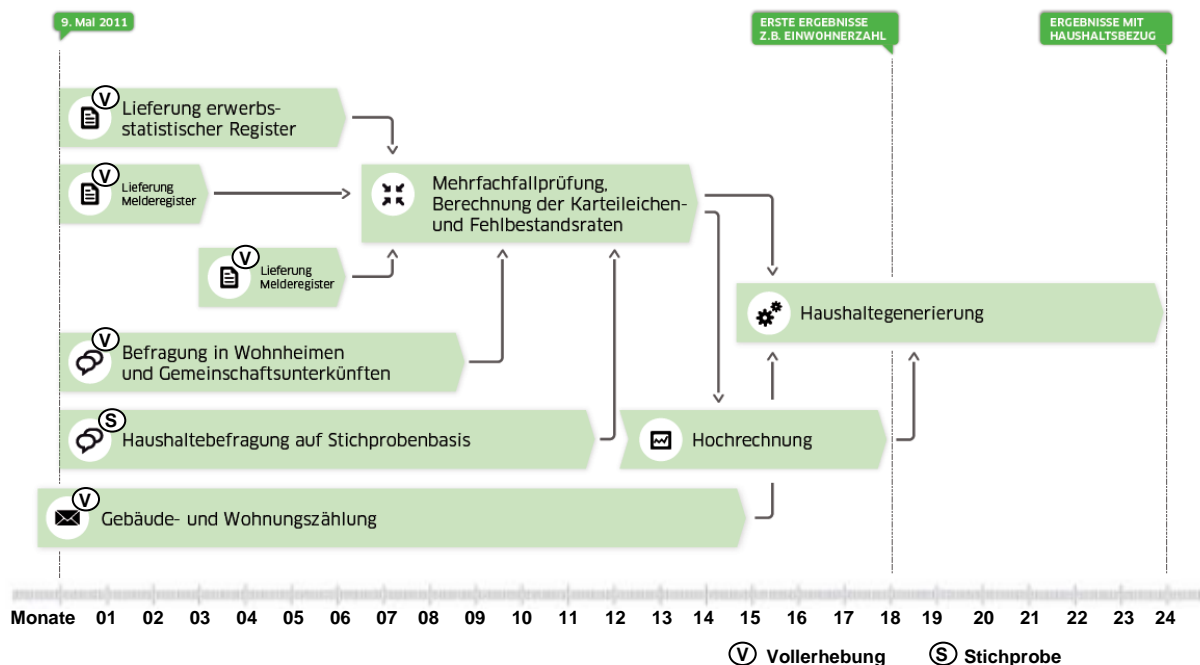 9. Mai 2011
ERSTE ERGEBNISSE
Z.B. EINWOHNERZAHL
ERGEBNISSE MIT
HAUSHALTSBEZUG
V
Lieferung erwerbs-
statistischer Register
V
Lieferung
Melderegister
Mehrfachfallprüfung,
Berechnung der Karteileichen-
und Fehlbestandsraten
V
Lieferung
Melderegister
Haushaltegenerierung
V
Befragung in Wohnheimen
und Gemeinschaftsunterkünften
S
Haushaltebefragung auf Stichprobenbasis
Hochrechnung
V
Gebäude- und Wohnungszählung
Monate 01 02 03 04 05 06 07 08 09 10 11 12 13 14 15 16 17 18 19 20 21 22 23 24
V Vollerhebung S Stichprobe